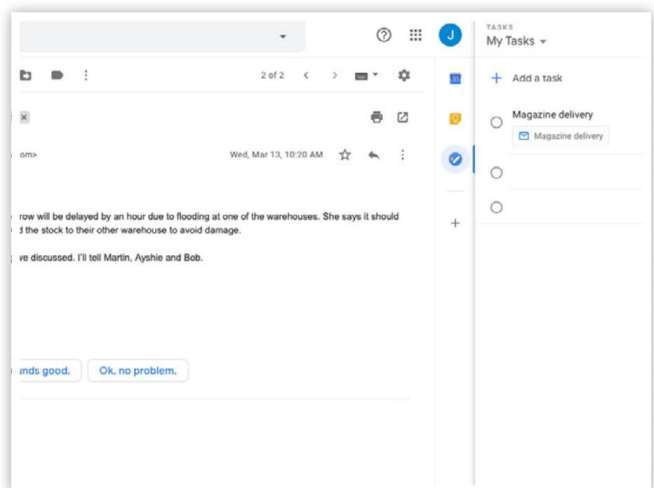 J
TASKS
My Tasks
2 of 2
31
Add a task
Magazine delivery
Magazine delivery
om>
Wed, Mar 13, 10:20 AM
row will be delayed by an hour due to flooding at one of the warehouses. She says it should
d the stock to their other warehouse to avoid damage.
ve discussed. I'll tell Martin, Ayshie and Bob.
unds good.
Ok, no problem.